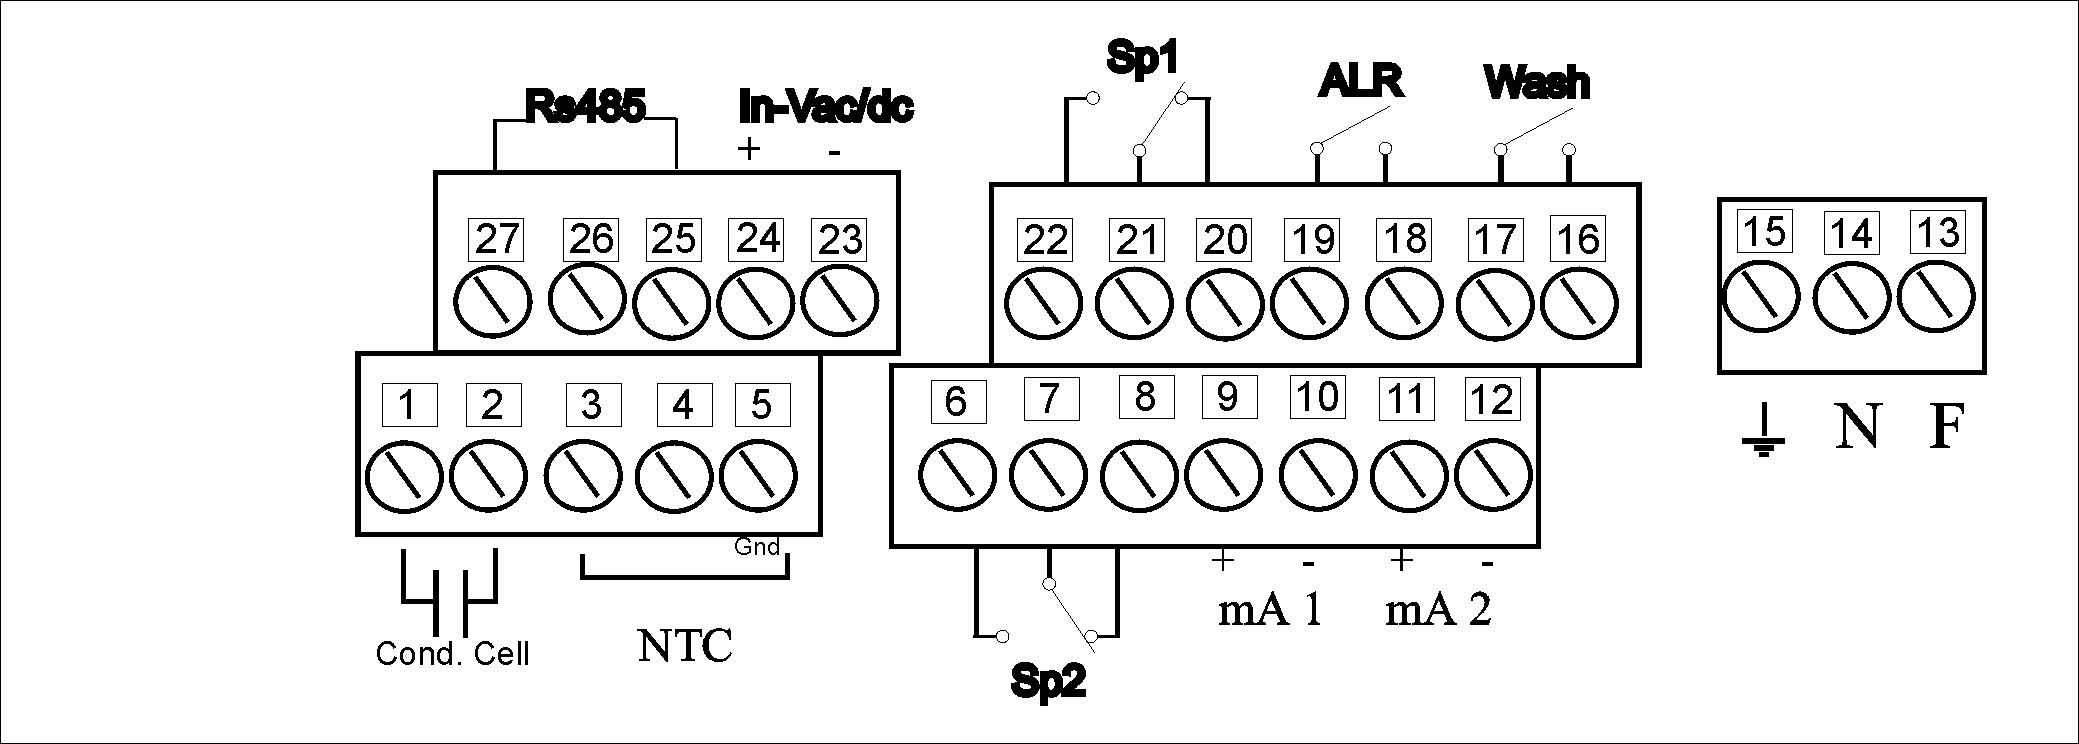 Sp1 ALR Wash
Rs485 In-Vac/dc
+ -
27 26 25 24 23
22 21 20 19 18 17 16
15 14 13
1 2 3 4 5
6 7 8 9 10 11 12
N F
Gnd
+ - + -
mA 1 mA 2
Cond. Cell NTC
Sp2